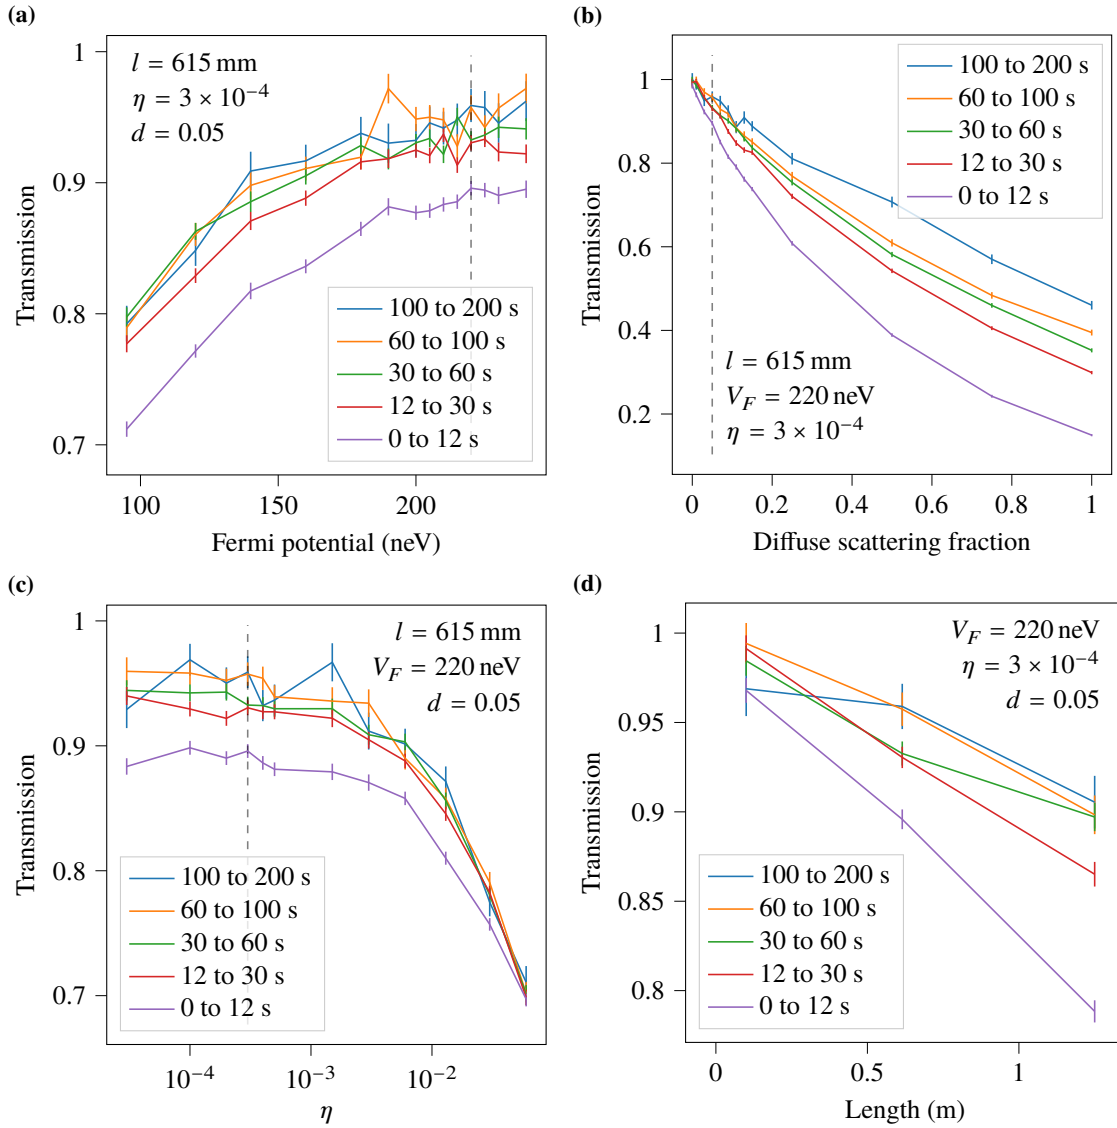 (a)
Transmission
1
0.9
0.8
0.7
l = 615 mm
η = 3 × 10⁻⁴
d = 0.05
100 to 200 s
60 to 100 s
30 to 60 s
12 to 30 s
0 to 12 s
100
150
200
Fermi potential (neV)
(b)
Transmission
1
0.8
0.6
0.4
0.2
100 to 200 s
60 to 100 s
30 to 60 s
12 to 30 s
0 to 12 s
l = 615 mm
V_F = 220 neV
η = 3 × 10⁻⁴
0
0.2
0.4
0.6
0.8
1
Diffuse scattering fraction
(c)
Transmission
1
0.9
0.8
0.7
l = 615 mm
V_F = 220 neV
d = 0.05
100 to 200 s
60 to 100 s
30 to 60 s
12 to 30 s
0 to 12 s
10⁻⁴
10⁻³
10⁻²
η
(d)
Transmission
1
0.95
0.9
0.85
0.8
V_F = 220 neV
η = 3 × 10⁻⁴
d = 0.05
100 to 200 s
60 to 100 s
30 to 60 s
12 to 30 s
0 to 12 s
0
0.5
1
Length (m)